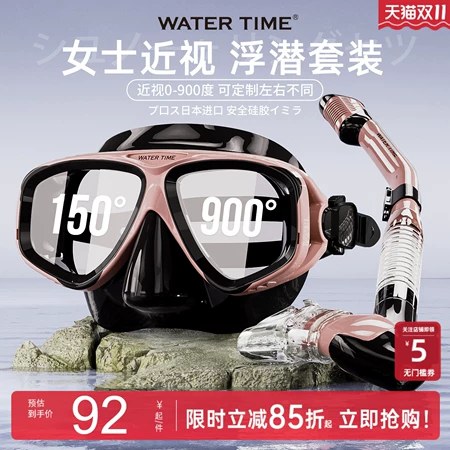 WATER TIME®
天猫双11
女士近视 浮潜套装
近视0-900度 可定制左右不同
プロス日本进口 安全硅胶イミラ
WATER TIME
150°
900°
关注店铺即领
¥5
无门槛券
预估到手价
92
¥起/件
限时立减85折起 立即抢购!